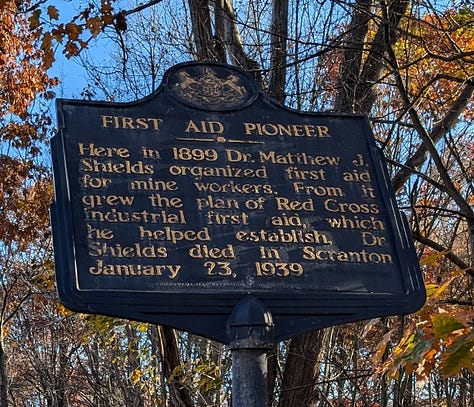 FIRST AID PIONEER
Here in 1899 Dr. Matthew J.
Shields organized first aid
for mine workers. From it
grew the plan of Red Cross
industrial first aid, which
he helped establish. Dr.
Shields died in Scranton
January 23, 1939